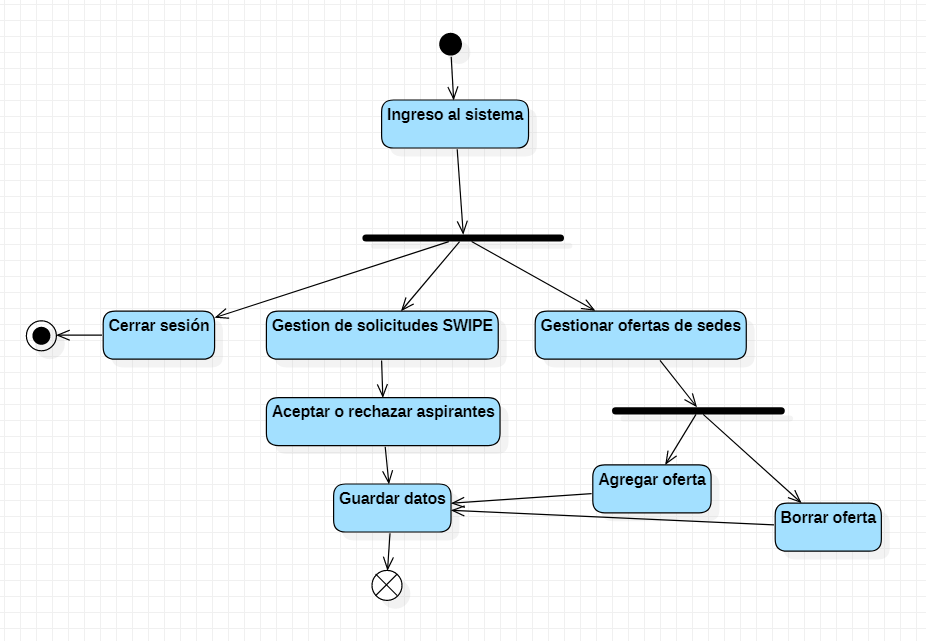 Ingreso al sistema
Cerrar sesión
Gestion de solicitudes SWIPE
Gestionar ofertas de sedes
Aceptar o rechazar aspirantes
Guardar datos
Agregar oferta
Borrar oferta